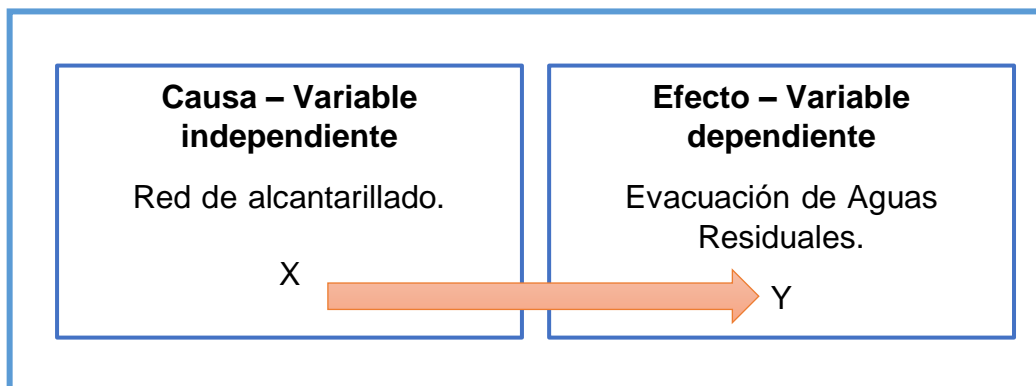 Causa – Variable
independiente
Red de alcantarillado.
X
Efecto – Variable
dependiente
Evacuación de Aguas
Residuales.
Y